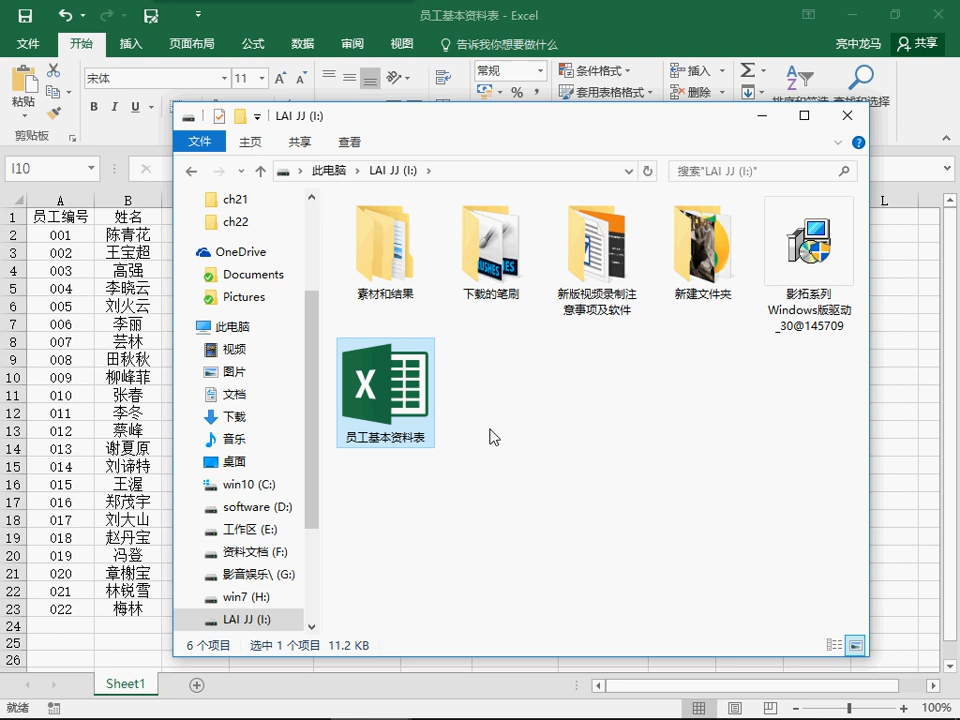 员工基本资料表 - Excel
文件 开始 插入 页面布局 公式 数据 审阅 视图 告诉我你想要做什么 亮中龙马 共享
粘贴
宋体 11
B I U
常规
%
条件格式
套用表格格式
插入
删除
剪贴板
I10
LAI JJ (I:)
文件 主页 共享 查看
此电脑 LAI JJ (I:)
搜索"LAI JJ (I:)"
ch21
ch22
OneDrive
Documents
Pictures
此电脑
视频
图片
文档
下载
音乐
桌面
win10 (C:)
software (D:)
工作区 (E:)
资料文档 (F:)
影音娱乐\ (G:)
win7 (H:)
LAI JJ (I:)
素材和结果
下载的笔刷
新版视频录制注
意事项及软件
新建文件夹
影拓系列
Windows版驱动
_30@145709
员工基本资料表
6 个项目 选中 1 个项目 11.2 KB
A B L
1 员工编号 姓名
2 001 陈青花
3 002 王宝超
4 003 高强
5 004 李晓云
6 005 刘火云
7 006 李丽
8 007 芸林
9 008 田秋秋
10 009 柳峰菲
11 010 张春
12 011 李冬
13 012 蔡峰
14 013 谢夏原
15 014 刘谛特
16 015 王渥
17 016 郑茂宇
18 017 刘大山
19 018 赵丹宝
20 019 冯登
21 020 章榭宝
22 021 林锐雪
23 022 梅林
24
25
26
Sheet1
就绪
100%